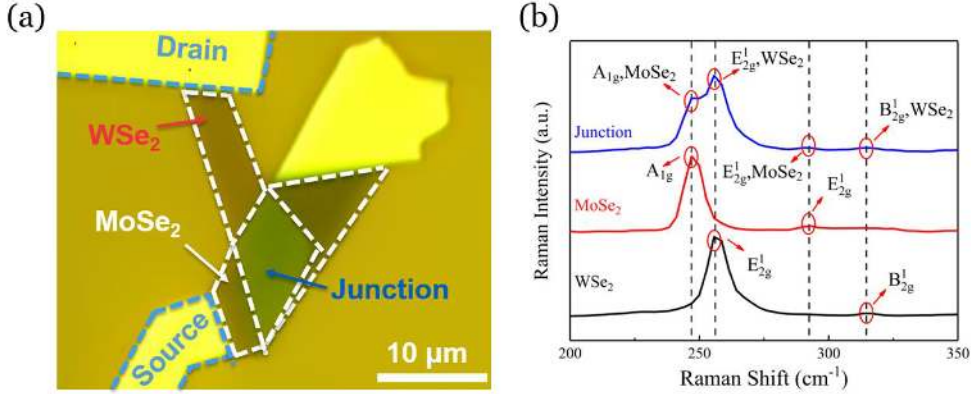 (a)
Drain
WSe₂
MoSe₂
Junction
Source
10 μm
(b)
Raman Intensity (a.u.)
A₁g,MoSe₂
E¹₂g,WSe₂
Junction
B¹₂g,WSe₂
E¹₂g,MoSe₂
A₁g
E¹₂g
MoSe₂
E¹₂g
WSe₂
B¹₂g
200 250 300 350
Raman Shift (cm⁻¹)